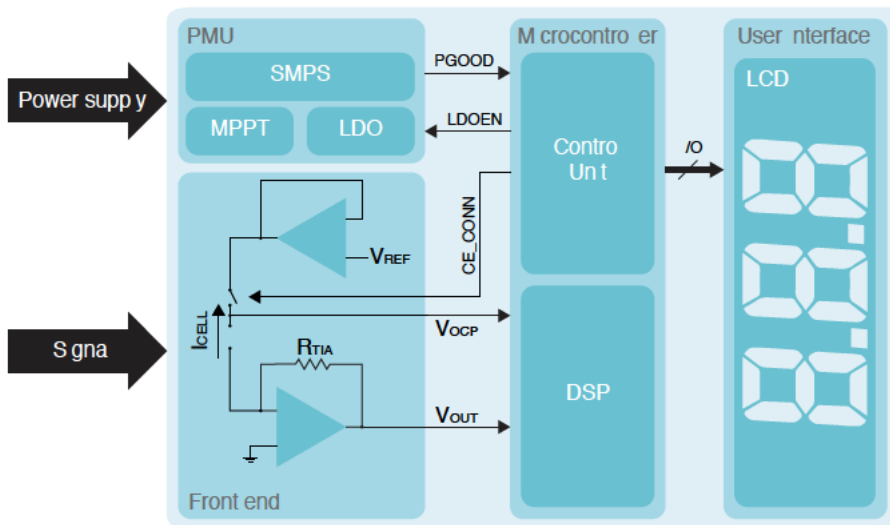 PMU
M crocontro er
User nterface
SMPS
PGOOD
LCD
Power supp y
MPPT
LDO
LDOEN
Contro
Un t
/O
CE_CONN
VREF
ICELL
VOCP
S gna
RTIA
DSP
VOUT
Front end